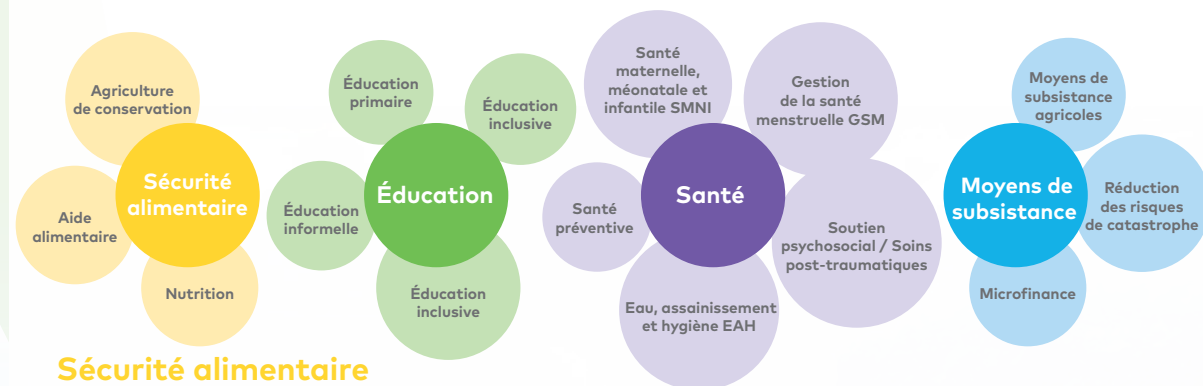 Agriculture
de conservation
Sécurité
alimentaire
Aide
alimentaire
Nutrition
Éducation
primaire
Éducation
inclusive
Éducation
Éducation
informelle
Éducation
inclusive
Santé
maternelle,
méonatale et
infantile SMNI
Gestion
de la santé
menstruelle GSM
Santé
Santé
préventive
Soutien
psychosocial / Soins
post-traumatiques
Eau, assainissement
et hygiène EAH
Moyens de
subsistance
agricoles
Moyens de
subsistance
Réduction
des risques
de catastrophe
Microfinance
Sécurité alimentaire